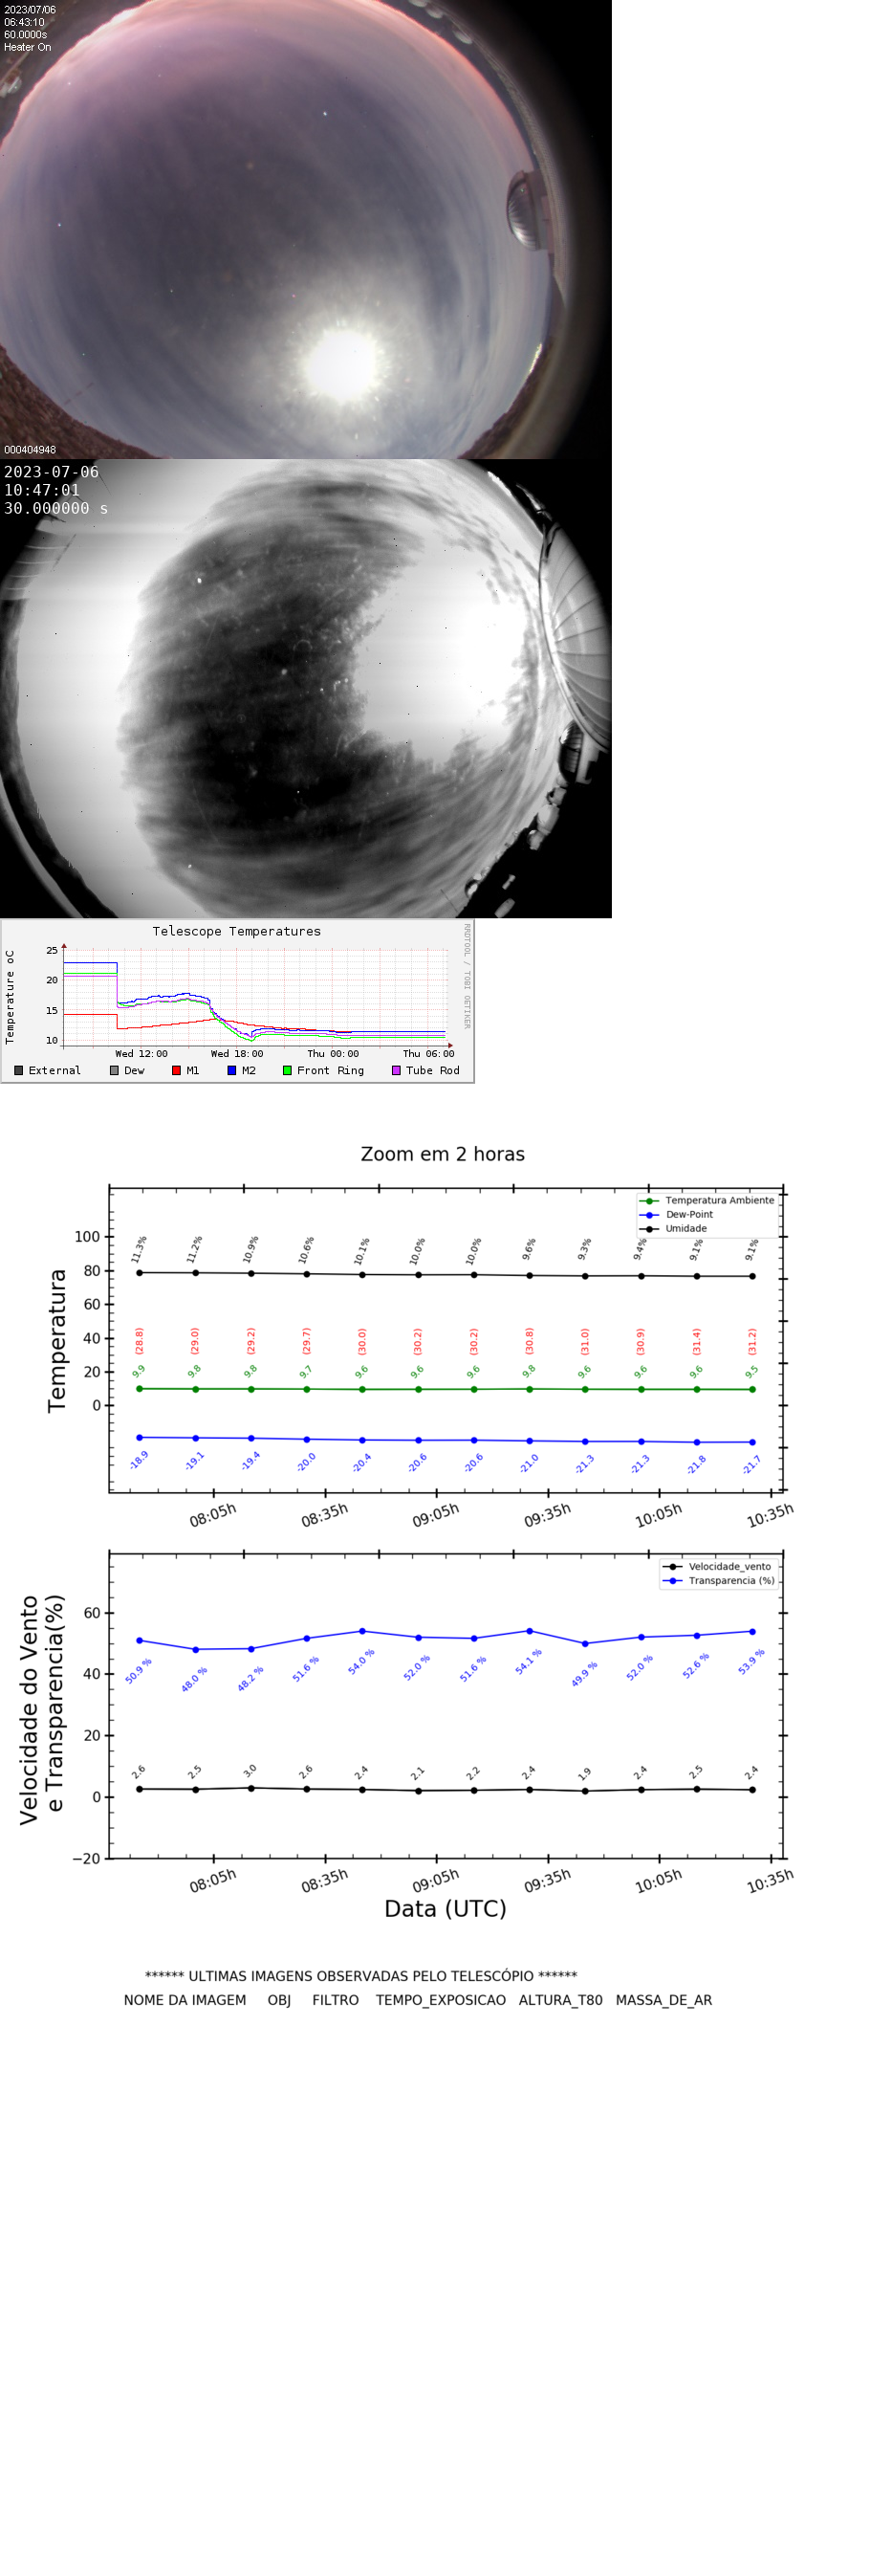 2023/07/06
06:43:10
60.0000s
Heater On
000404948
2023-07-06
10:47:01
30.000000 s
Telescope Temperatures
RRDTOOL / TOBI OETIKER
Temperature oC
25
20
15
10
Wed 12:00 Wed 18:00 Thu 00:00 Thu 06:00
External Dew M1 M2 Front Ring Tube Rod
Zoom em 2 horas
Temperatura Ambiente
Dew-Point
Umidade
Temperatura
100
80
60
40
20
0
11.3% 11.2% 10.9% 10.6% 10.1% 10.0% 10.0% 9.6% 9.3% 9.4% 9.1% 9.1%
(28.8) (29.0) (29.2) (29.7) (30.0) (30.2) (30.2) (30.8) (31.0) (30.9) (31.4) (31.2)
9.9 9.8 9.8 9.7 9.6 9.6 9.6 9.8 9.6 9.6 9.6 9.5
-18.9 -19.1 -19.4 -20.0 -20.4 -20.6 -20.6 -21.0 -21.3 -21.3 -21.8 -21.7
08:05h 08:35h 09:05h 09:35h 10:05h 10:35h
Velocidade_vento
Transparencia (%)
Velocidade do Vento
e Transparencia(%)
60
40
20
0
−20
50.9 % 48.0 % 48.2 % 51.6 % 54.0 % 52.0 % 51.6 % 54.1 % 49.9 % 52.0 % 52.6 % 53.9 %
2.6 2.5 3.0 2.6 2.4 2.1 2.2 2.4 1.9 2.4 2.5 2.4
08:05h 08:35h 09:05h 09:35h 10:05h 10:35h
Data (UTC)
****** ULTIMAS IMAGENS OBSERVADAS PELO TELESCÓPIO ******
NOME DA IMAGEM OBJ FILTRO TEMPO_EXPOSICAO ALTURA_T80 MASSA_DE_AR